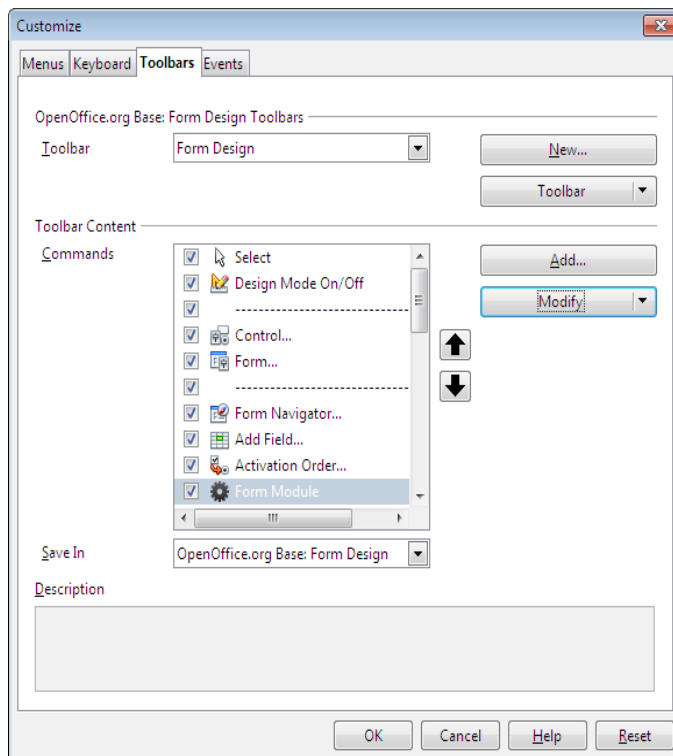 Customize
Menus Keyboard Toolbars Events
OpenOffice.org Base: Form Design Toolbars
Toolbar Form Design New...
Toolbar
Toolbar Content
Commands Select Add...
Design Mode On/Off
-------------------------------- Modify
Control...
Form...
--------------------------------
Form Navigator...
Add Field...
Activation Order...
Form Module
Save In OpenOffice.org Base: Form Design
Description
OK Cancel Help Reset